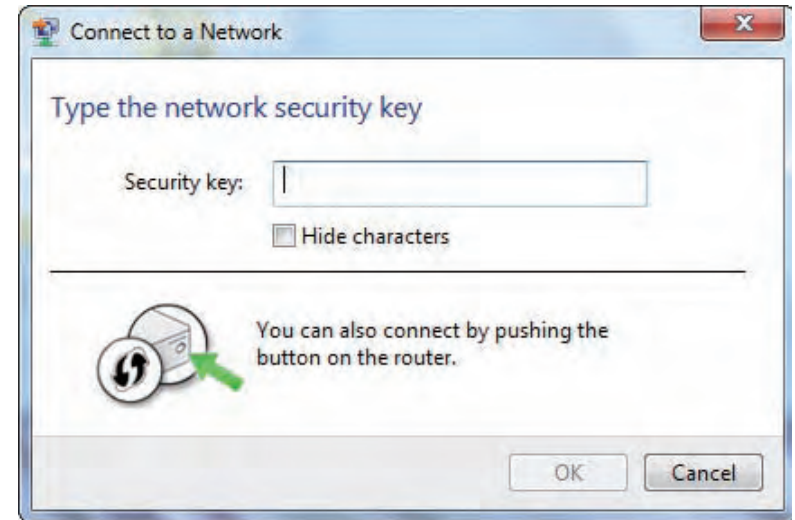 Connect to a Network
Type the network security key
Security key:
Hide characters
You can also connect by pushing the
button on the router.
OK
Cancel